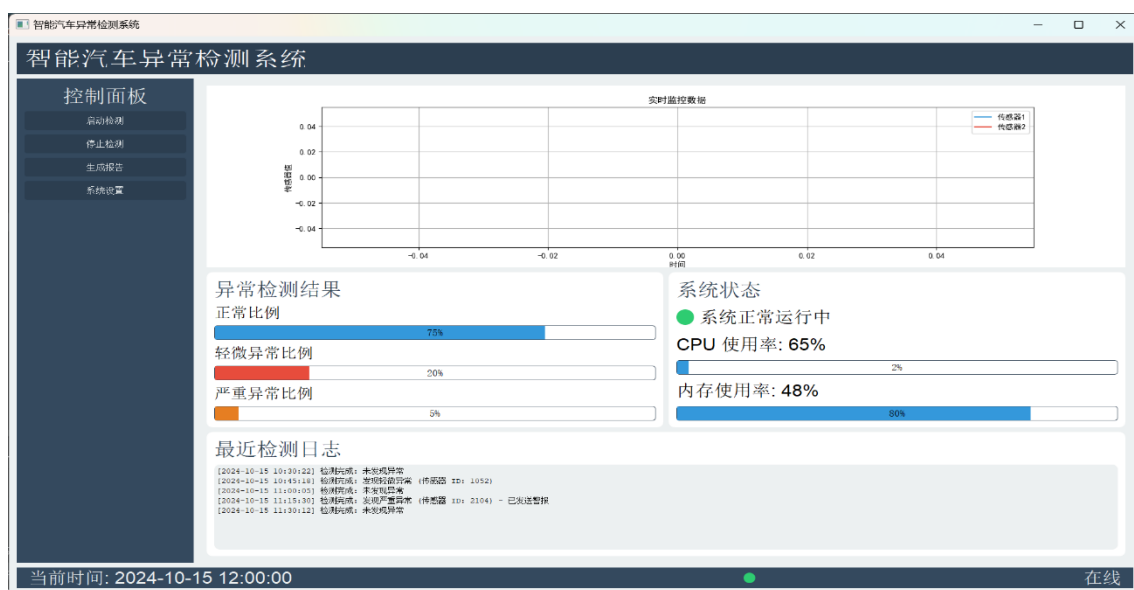 智能汽车异常检测系统
智能汽车异常检测系统
控制面板
启动检测
停止检测
生成报告
系统设置
实时监控数据
传感器1
传感器2
0.04
0.02
0.00
-0.02
-0.04
传感器值
-0.04
-0.02
0.00
0.02
0.04
时间
异常检测结果
正常比例
75%
轻微异常比例
20%
严重异常比例
5%
系统状态
系统正常运行中
CPU 使用率: 65%
2%
内存使用率: 48%
80%
最近检测日志
[2024-10-15 10:30:22] 检测完成: 未发现异常
[2024-10-15 10:45:18] 检测完成: 发现轻微异常 (传感器 ID: 1052)
[2024-10-15 11:00:05] 检测完成: 未发现异常
[2024-10-15 11:15:30] 检测完成: 发现严重异常 (传感器 ID: 2104) - 已发送警报
[2024-10-15 11:30:12] 检测完成: 未发现异常
当前时间: 2024-10-15 12:00:00
在线